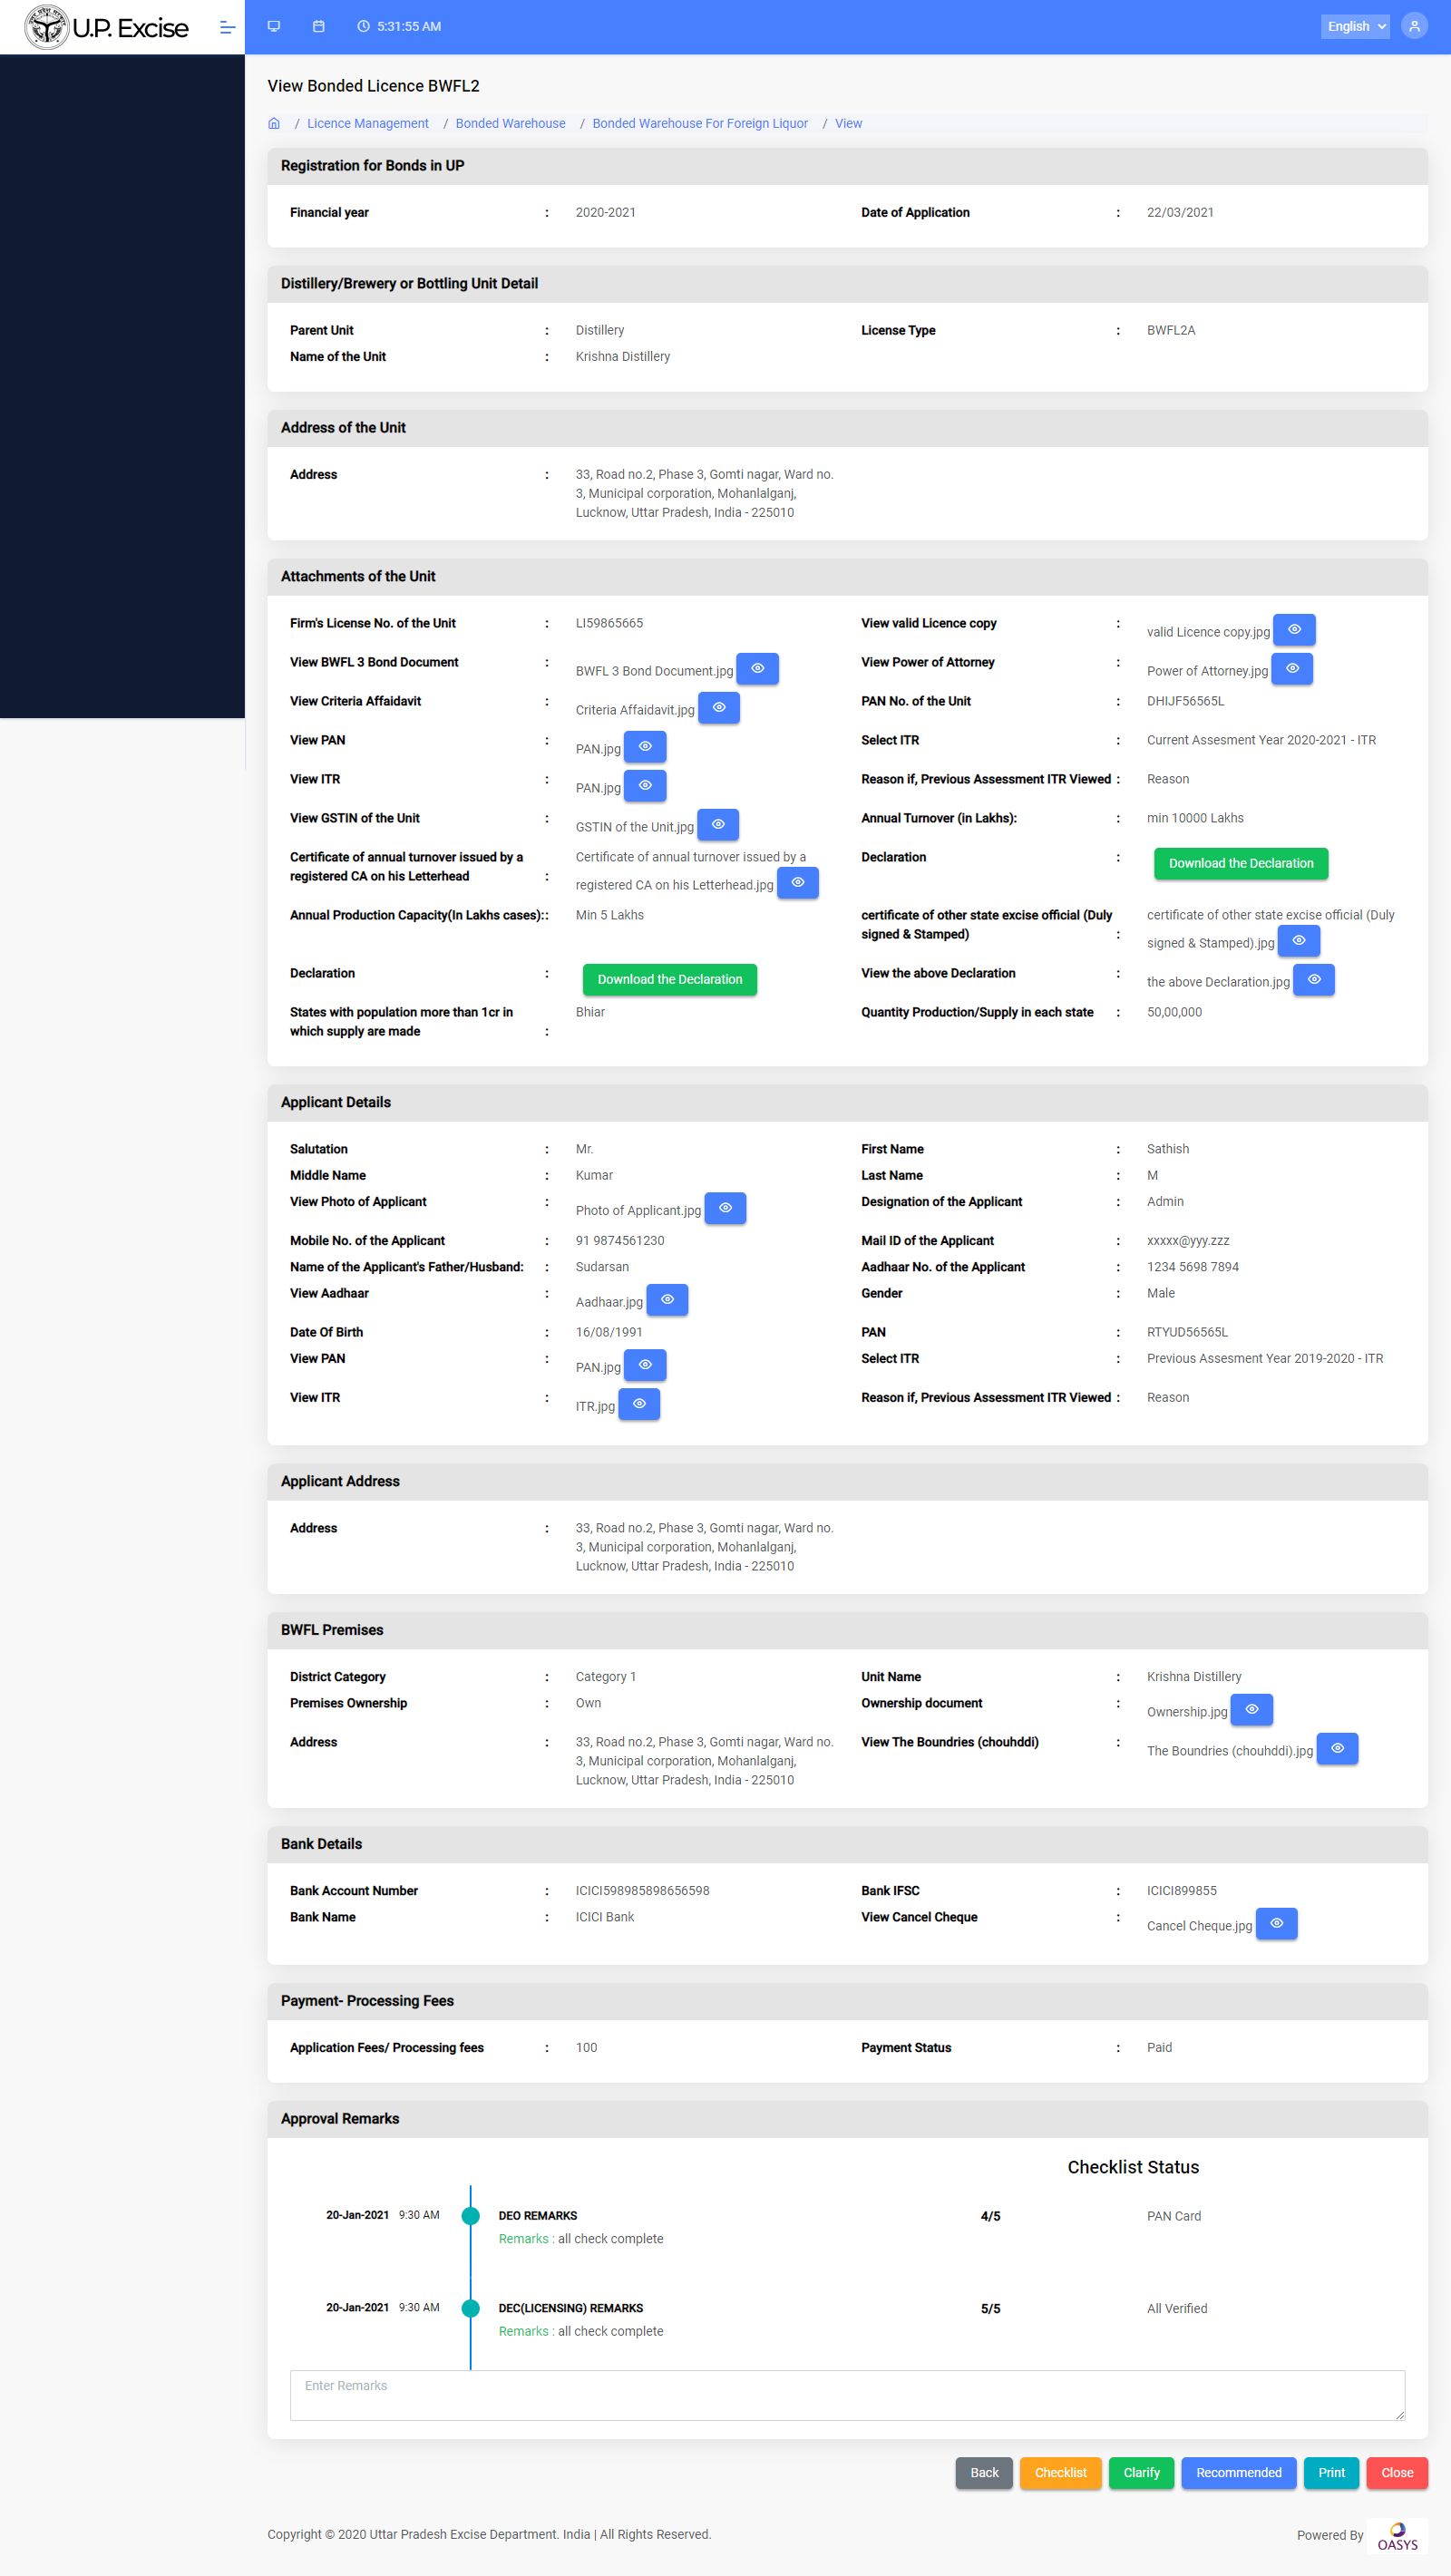 U.P. Excise
5:31:55 AM
English
View Bonded Licence BWFL2
/ Licence Management / Bonded Warehouse / Bonded Warehouse For Foreign Liquor / View
Registration for Bonds in UP
Financial year : 2020-2021 Date of Application : 22/03/2021
Distillery/Brewery or Bottling Unit Detail
Parent Unit : Distillery License Type : BWFL2A
Name of the Unit : Krishna Distillery
Address of the Unit
Address : 33, Road no.2, Phase 3, Gomti nagar, Ward no.
3, Municipal corporation, Mohanlalganj,
Lucknow, Uttar Pradesh, India - 225010
Attachments of the Unit
Firm's License No. of the Unit : LI59865665 View valid Licence copy : valid Licence copy.jpg
View BWFL 3 Bond Document : BWFL 3 Bond Document.jpg View Power of Attorney : Power of Attorney.jpg
View Criteria Affaidavit : Criteria Affaidavit.jpg PAN No. of the Unit : DHIJF56565L
View PAN : PAN.jpg Select ITR : Current Assesment Year 2020-2021 - ITR
View ITR : PAN.jpg Reason if, Previous Assessment ITR Viewed : Reason
View GSTIN of the Unit : GSTIN of the Unit.jpg Annual Turnover (in Lakhs): : min 10000 Lakhs
Certificate of annual turnover issued by a Certificate of annual turnover issued by a Declaration : Download the Declaration
registered CA on his Letterhead : registered CA on his Letterhead.jpg
Annual Production Capacity(In Lakhs cases):: Min 5 Lakhs certificate of other state excise official (Duly certificate of other state excise official (Duly
signed & Stamped) : signed & Stamped).jpg
Declaration : Download the Declaration View the above Declaration : the above Declaration.jpg
States with population more than 1cr in Bhiar Quantity Production/Supply in each state : 50,00,000
which supply are made :
Applicant Details
Salutation : Mr. First Name : Sathish
Middle Name : Kumar Last Name : M
View Photo of Applicant : Photo of Applicant.jpg Designation of the Applicant : Admin
Mobile No. of the Applicant : 91 9874561230 Mail ID of the Applicant : xxxxx@yyy.zzz
Name of the Applicant's Father/Husband: : Sudarsan Aadhaar No. of the Applicant : 1234 5698 7894
View Aadhaar : Aadhaar.jpg Gender : Male
Date Of Birth : 16/08/1991 PAN : RTYUD56565L
View PAN : PAN.jpg Select ITR : Previous Assesment Year 2019-2020 - ITR
View ITR : ITR.jpg Reason if, Previous Assessment ITR Viewed : Reason
Applicant Address
Address : 33, Road no.2, Phase 3, Gomti nagar, Ward no.
3, Municipal corporation, Mohanlalganj,
Lucknow, Uttar Pradesh, India - 225010
BWFL Premises
District Category : Category 1 Unit Name : Krishna Distillery
Premises Ownership : Own Ownership document : Ownership.jpg
Address : 33, Road no.2, Phase 3, Gomti nagar, Ward no. View The Boundries (chouhddi) : The Boundries (chouhddi).jpg
3, Municipal corporation, Mohanlalganj,
Lucknow, Uttar Pradesh, India - 225010
Bank Details
Bank Account Number : ICICI598985898656598 Bank IFSC : ICICI899855
Bank Name : ICICI Bank View Cancel Cheque : Cancel Cheque.jpg
Payment- Processing Fees
Application Fees/ Processing fees : 100 Payment Status : Paid
Approval Remarks
Checklist Status
20-Jan-2021 9:30 AM DEO REMARKS 4/5 PAN Card
Remarks : all check complete
20-Jan-2021 9:30 AM DEC(LICENSING) REMARKS 5/5 All Verified
Remarks : all check complete
Enter Remarks
Back Checklist Clarify Recommended Print Close
Copyright © 2020 Uttar Pradesh Excise Department. India | All Rights Reserved. Powered By OASYS